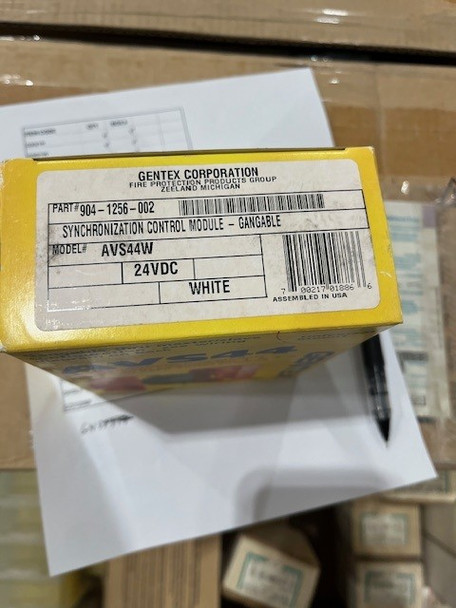 GENTEX CORPORATION
FIRE PROTECTION PRODUCTS GROUP
ZEELAND MICHIGAN
PART# 904-1256-002
SYNCHRONIZATION CONTROL MODULE - GANGABLE
MODEL# AVS44W
24VDC
WHITE
7 00217 01886 6
ASSEMBLED IN USA
AVS44